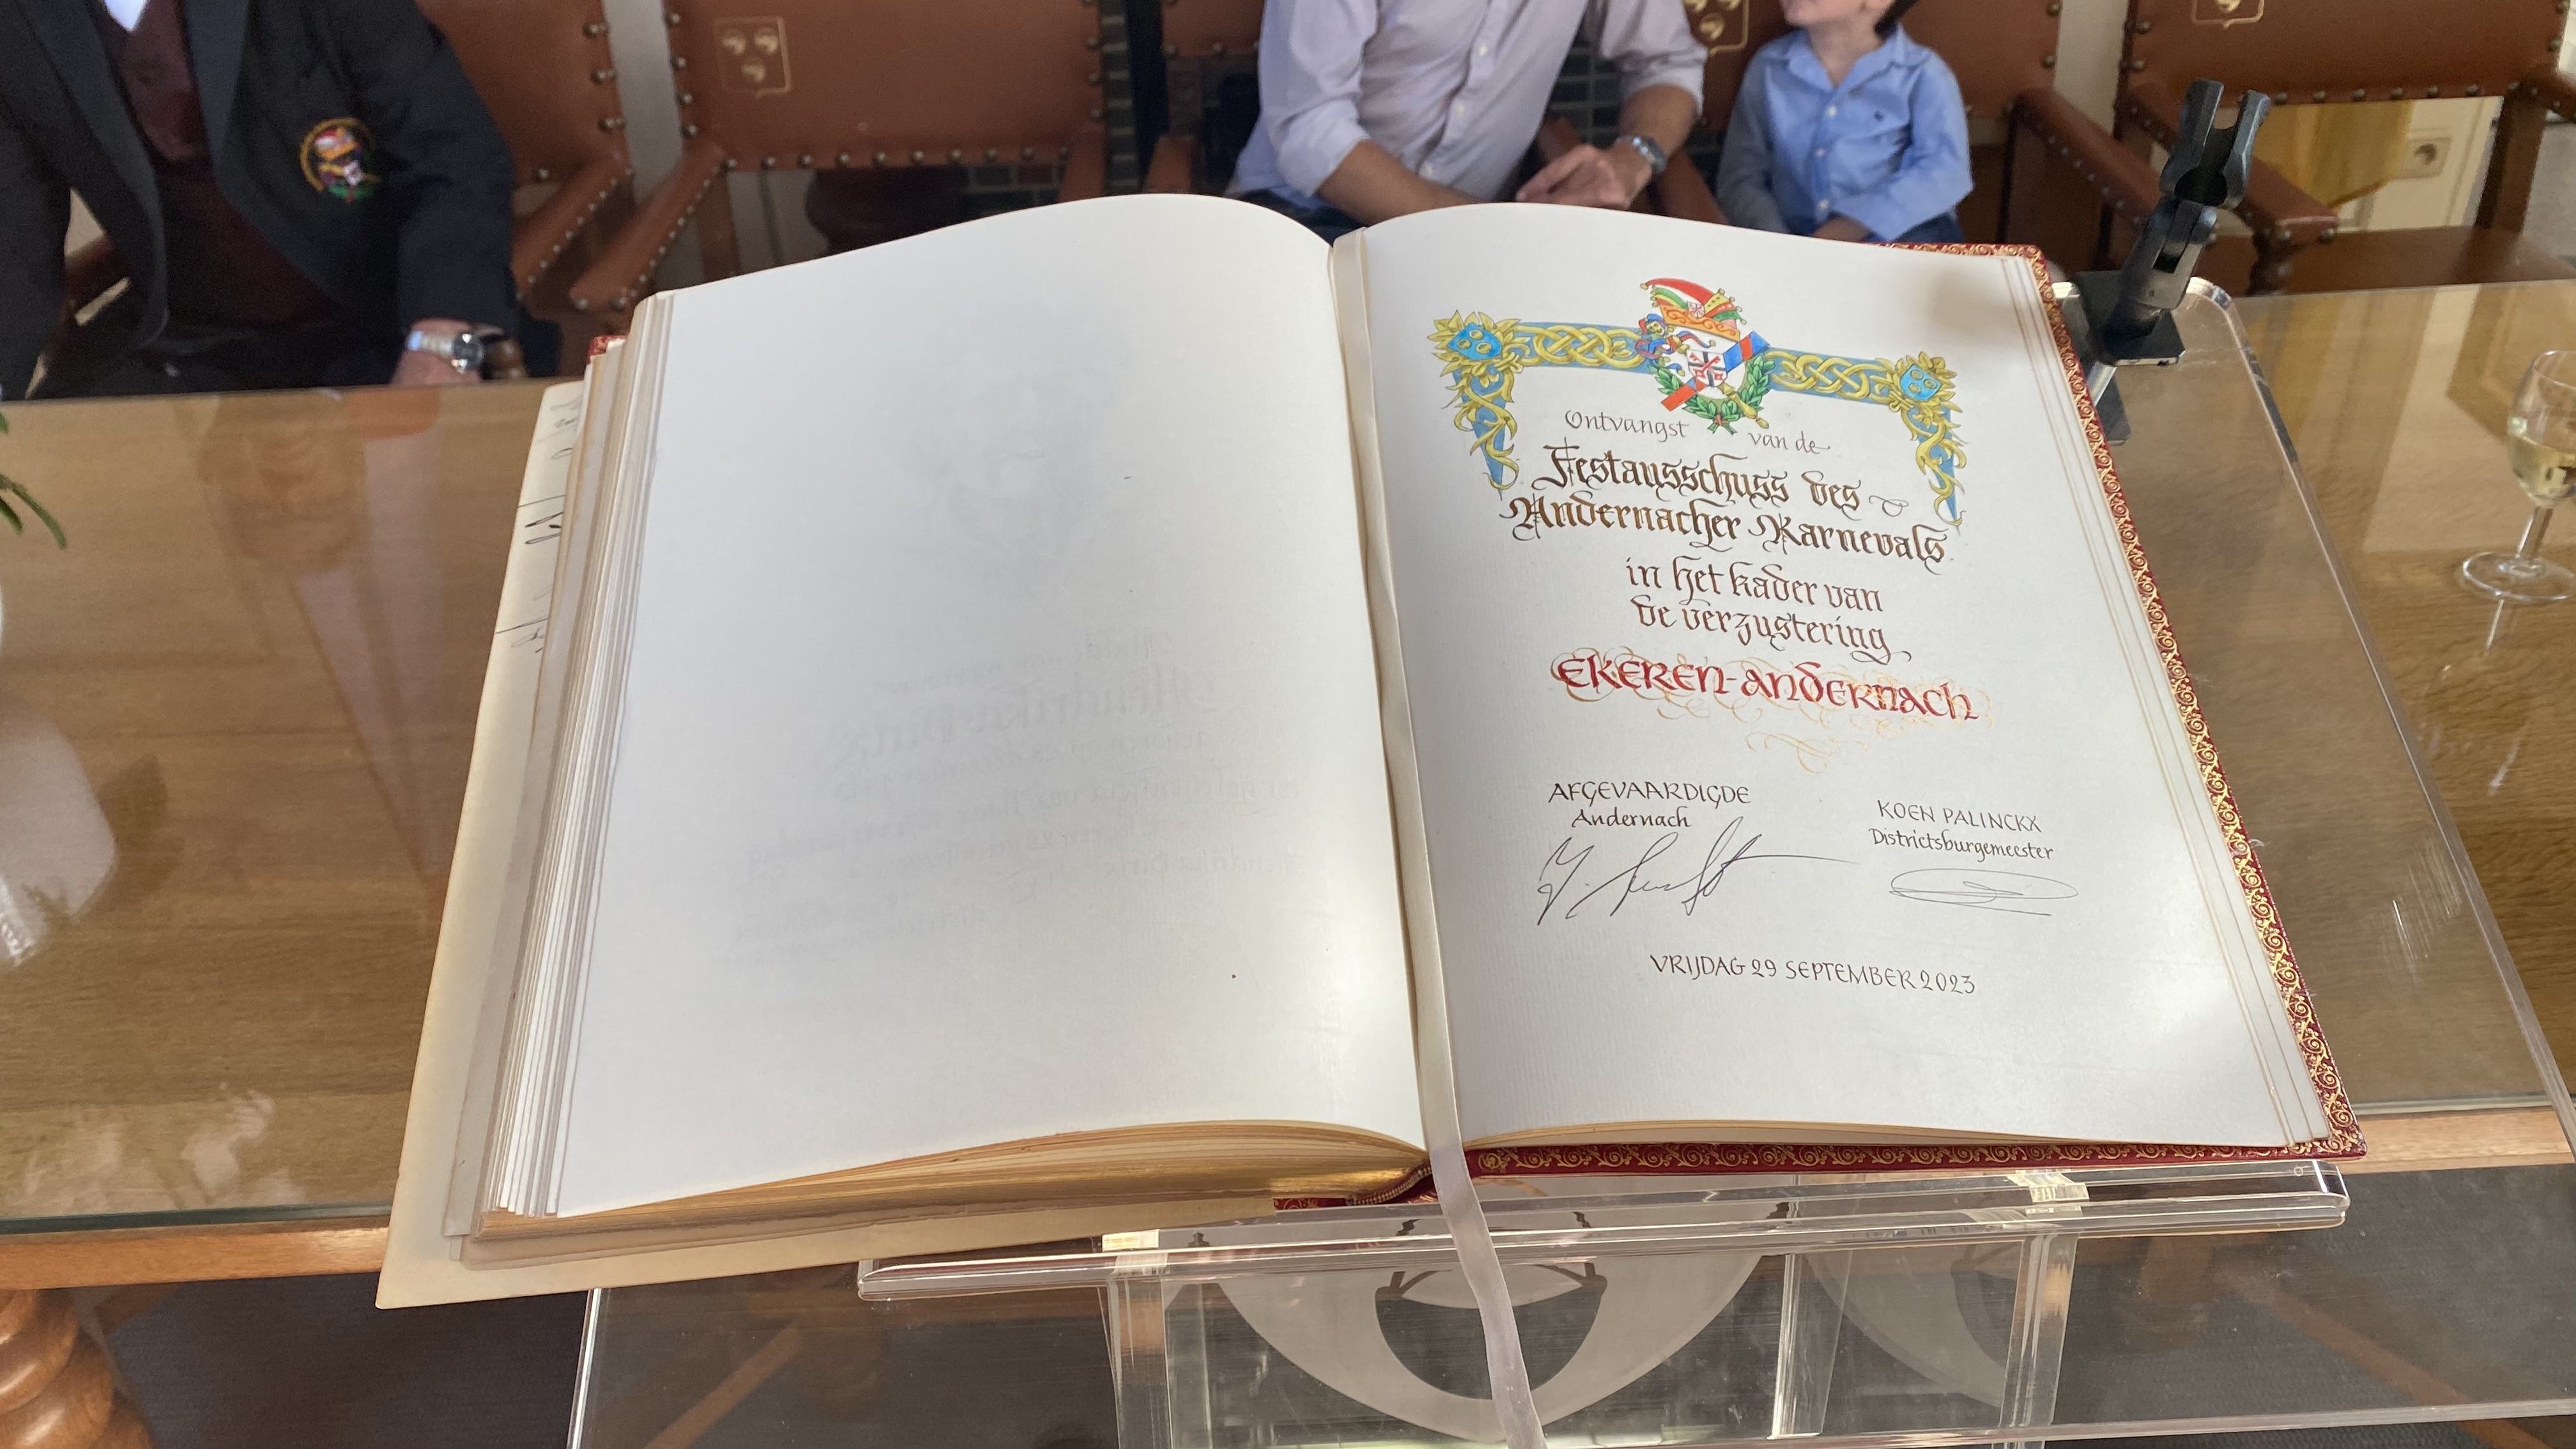 Ontvangst van de
Festausschuss des
Andernacher Karnevals
in het kader van
de verzustering
EKEREN-ANDERNACH
AFGEVAARDIGDE
Andernach
KOEN PALINCKX
Districtsburgemeester
VRIJDAG 29 SEPTEMBER 2023